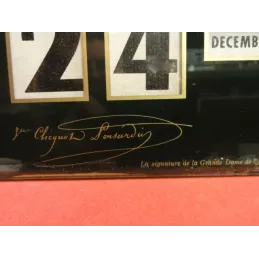 24 DECEMB
Vve Clicquot Ponsardin
La signature de la Grande Dame de